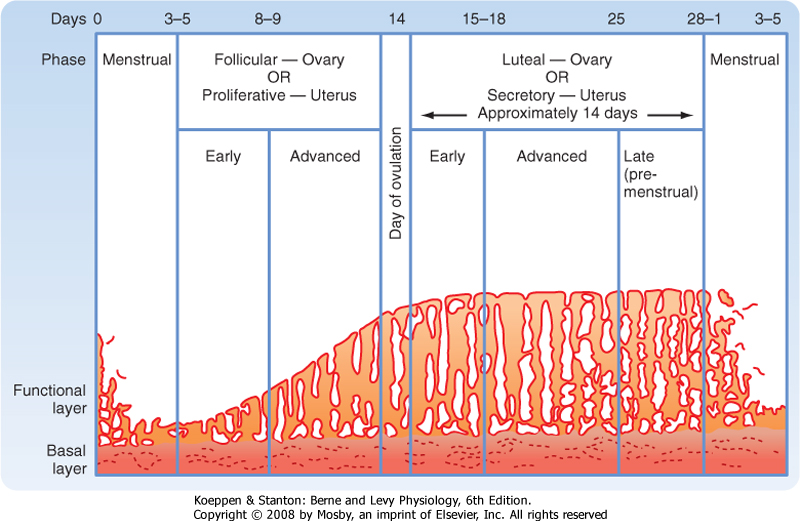 Days 0 3–5 8–9 14 15–18 25 28–1 3–5
Phase
Menstrual
Follicular — Ovary
OR
Proliferative — Uterus
Early
Advanced
Day of ovulation
Luteal — Ovary
OR
Secretory — Uterus
Approximately 14 days
Early
Advanced
Late
(pre-
menstrual)
Menstrual
Functional
layer
Basal
layer
Koeppen & Stanton: Berne and Levy Physiology, 6th Edition.
Copyright © 2008 by Mosby, an imprint of Elsevier, Inc. All rights reserved